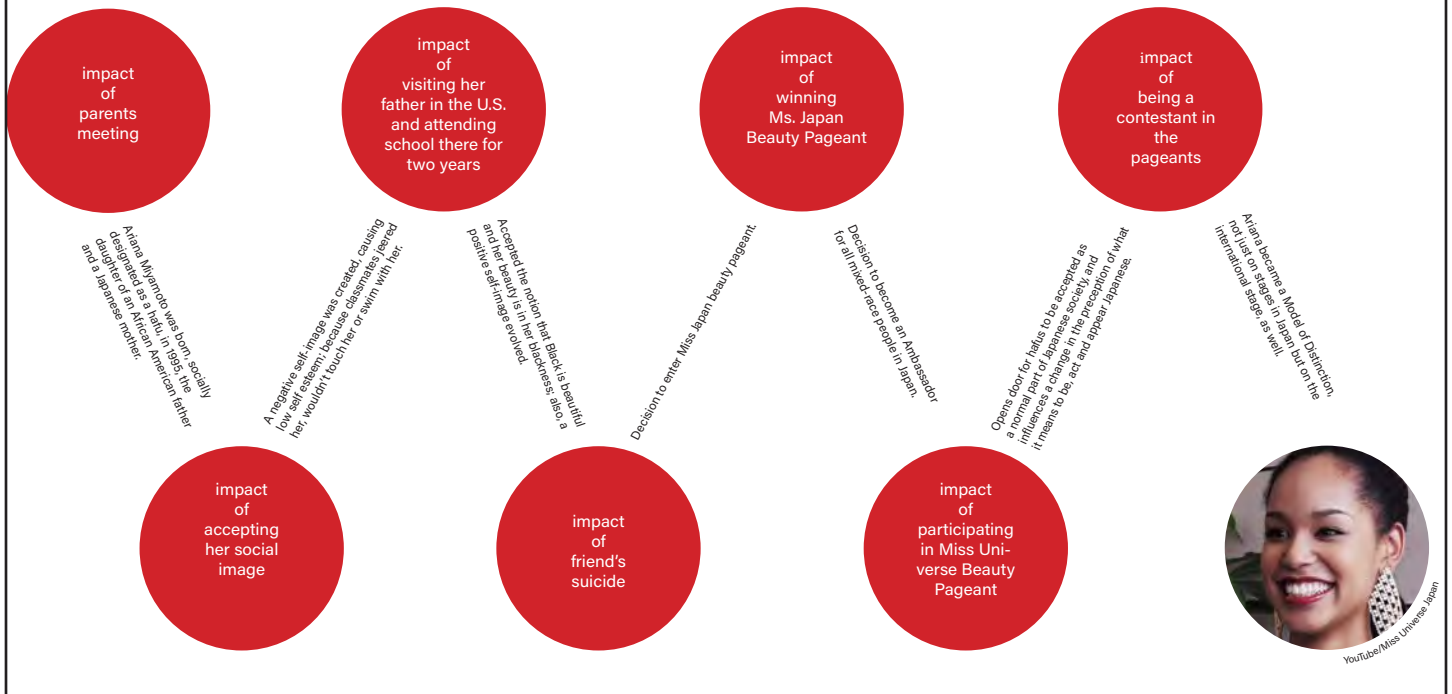 impact
of
parents
meeting
Ariana Miyamoto was born, socially
designated as a hafu, in 1995, the
daughter of an African American father
and a Japanese mother.
impact
of
accepting
her social
image
A negative self-image was created, causing
low self esteem; because classmates jeered
her, wouldn't touch her or swim with her.
impact
of
visiting her
father in the U.S.
and attending
school there for
two years
Accepted the notion that Black is beautiful
and her beauty is in her blackness; also, a
positive self-image evolved.
impact
of
friend's
suicide
Decision to enter Miss Japan beauty pageant.
impact
of
winning
Ms. Japan
Beauty Pageant
Decision to become an Ambassador
for all mixed-race people in Japan.
impact
of
participating
in Miss Uni-
verse Beauty
Pageant
Opens door for hafus to be accepted as
a normal part of Japanese society, and
influences a change in the preception of what
it means to be, act and appear Japanese.
impact
of
being a
contestant in
the
pageants
Ariana became a Model of Distinction,
not just on stages in Japan but on the
international stage, as well.
YouTube/Miss Universe Japan